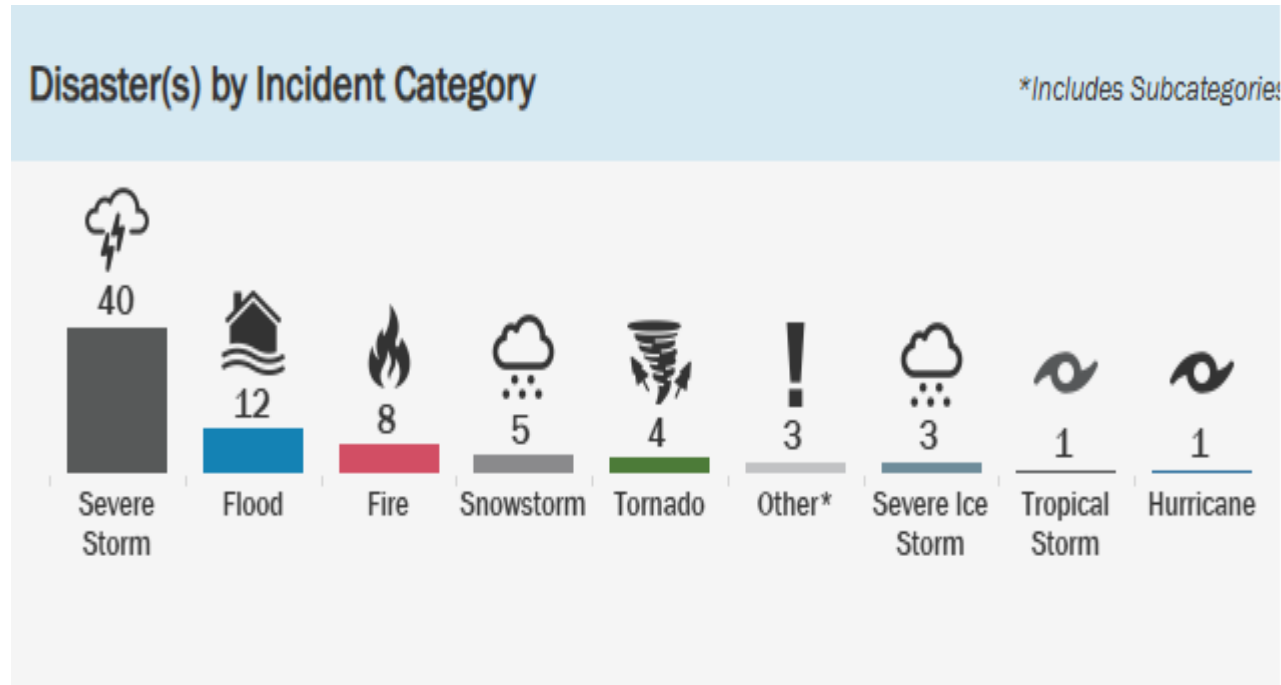 Disaster(s) by Incident Category
*Includes Subcategories
40
12
8
5
4
3
3
1
1
Severe Storm
Flood
Fire
Snowstorm
Tornado
Other*
Severe Ice Storm
Tropical Storm
Hurricane